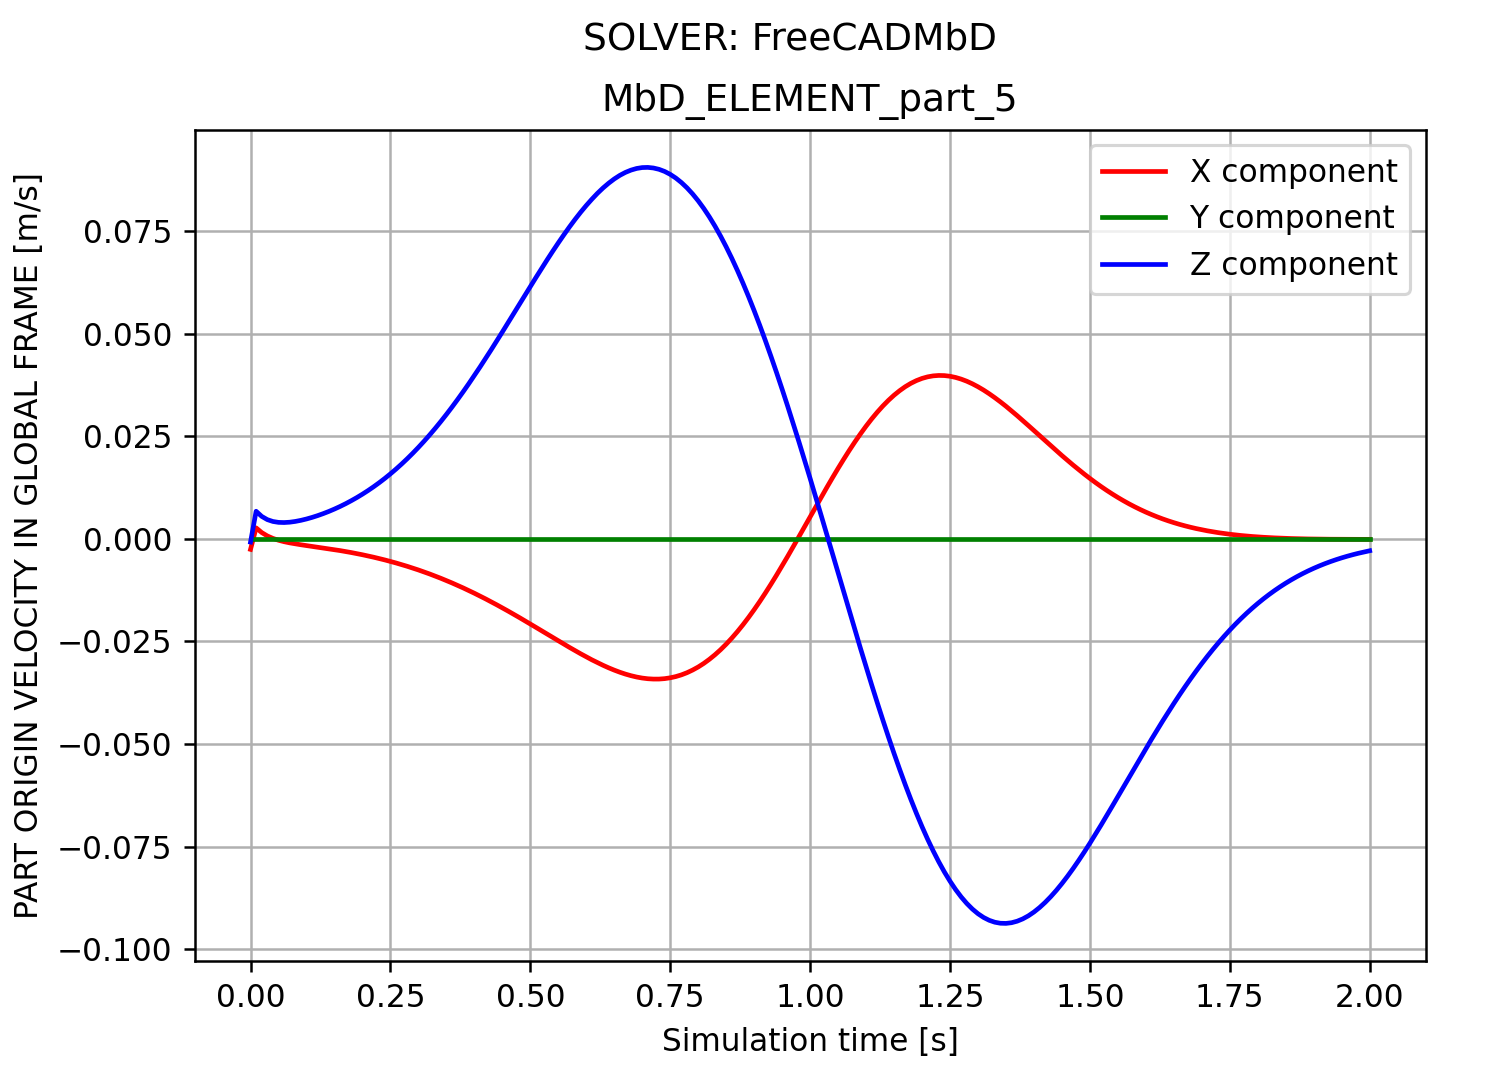 SOLVER: FreeCADMbD
MbD_ELEMENT_part_5
PART ORIGIN VELOCITY IN GLOBAL FRAME [m/s]
0.075
0.050
0.025
0.000
−0.025
−0.050
−0.075
−0.100
X component
Y component
Z component
0.00 0.25 0.50 0.75 1.00 1.25 1.50 1.75 2.00
Simulation time [s]